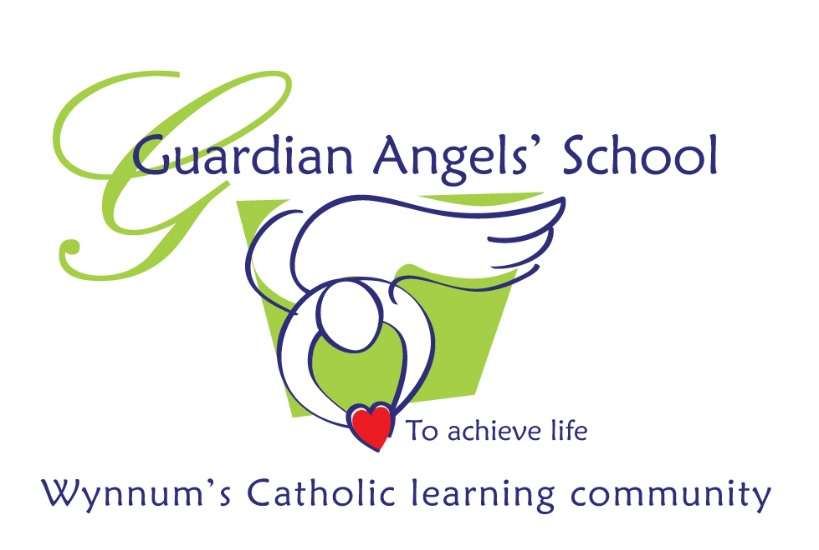 G
Guardian Angels' School
To achieve life
Wynnum's Catholic learning community